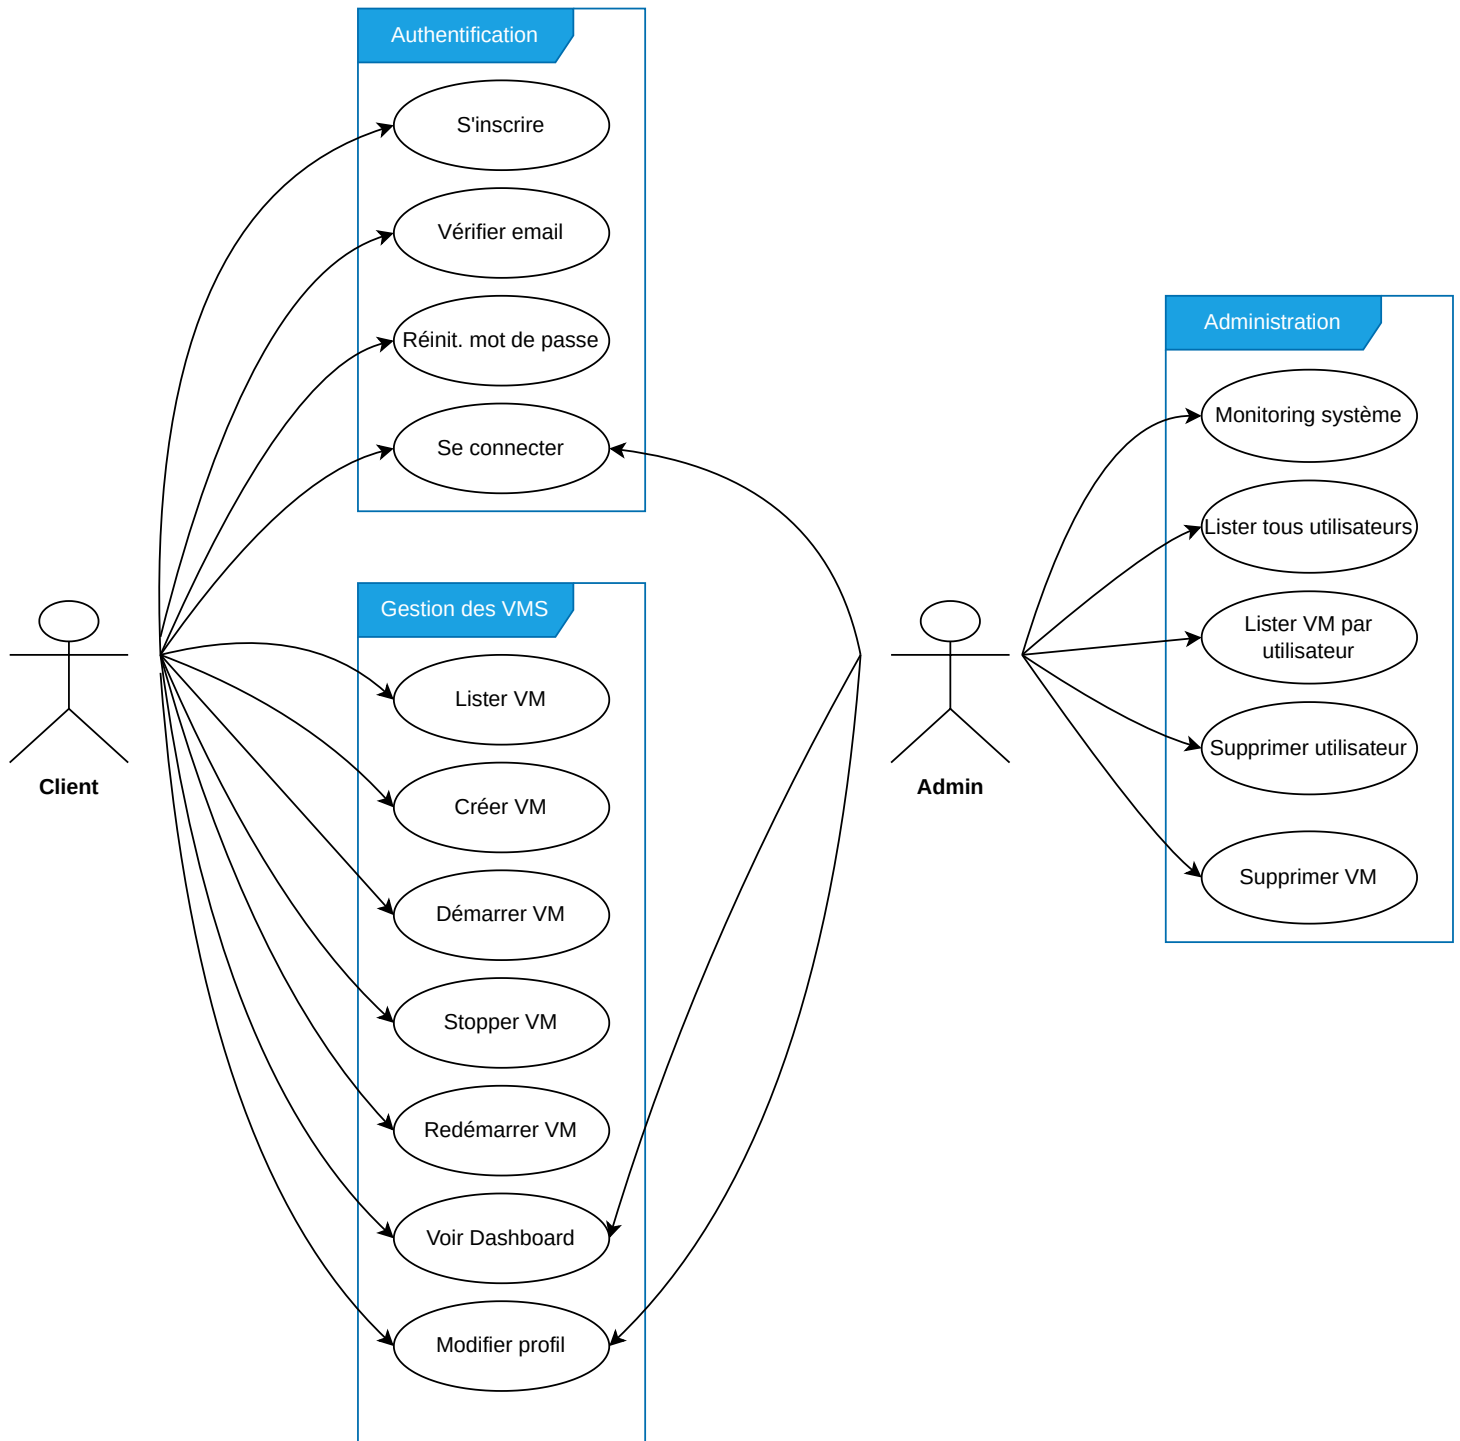 Authentification
S'inscrire
Vérifier email
Réinit. mot de passe
Se connecter
Gestion des VMS
Lister VM
Créer VM
Démarrer VM
Stopper VM
Redémarrer VM
Voir Dashboard
Modifier profil
Client
Admin
Administration
Monitoring système
Lister tous utilisateurs
Lister VM par
utilisateur
Supprimer utilisateur
Supprimer VM